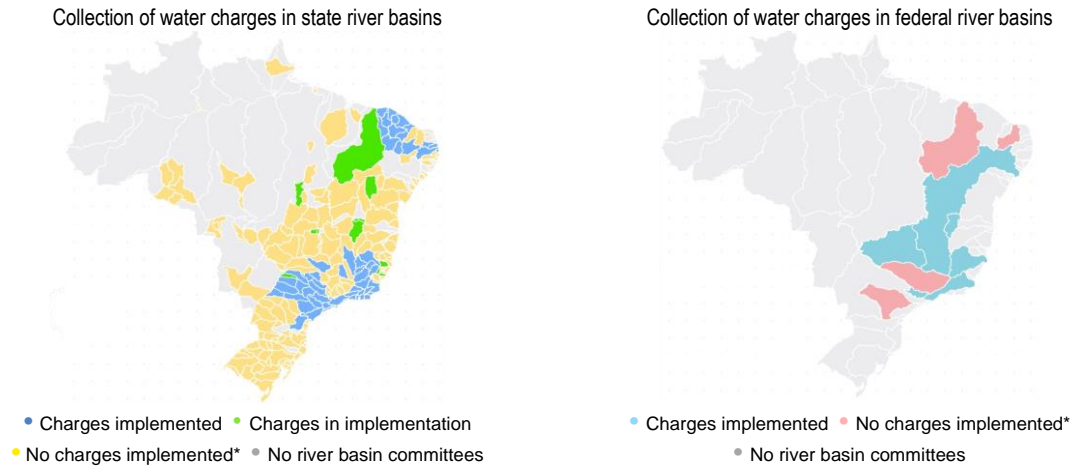 Collection of water charges in state river basins
Collection of water charges in federal river basins
Charges implemented
Charges in implementation
No charges implemented*
No river basin committees
Charges implemented
No charges implemented*
No river basin committees